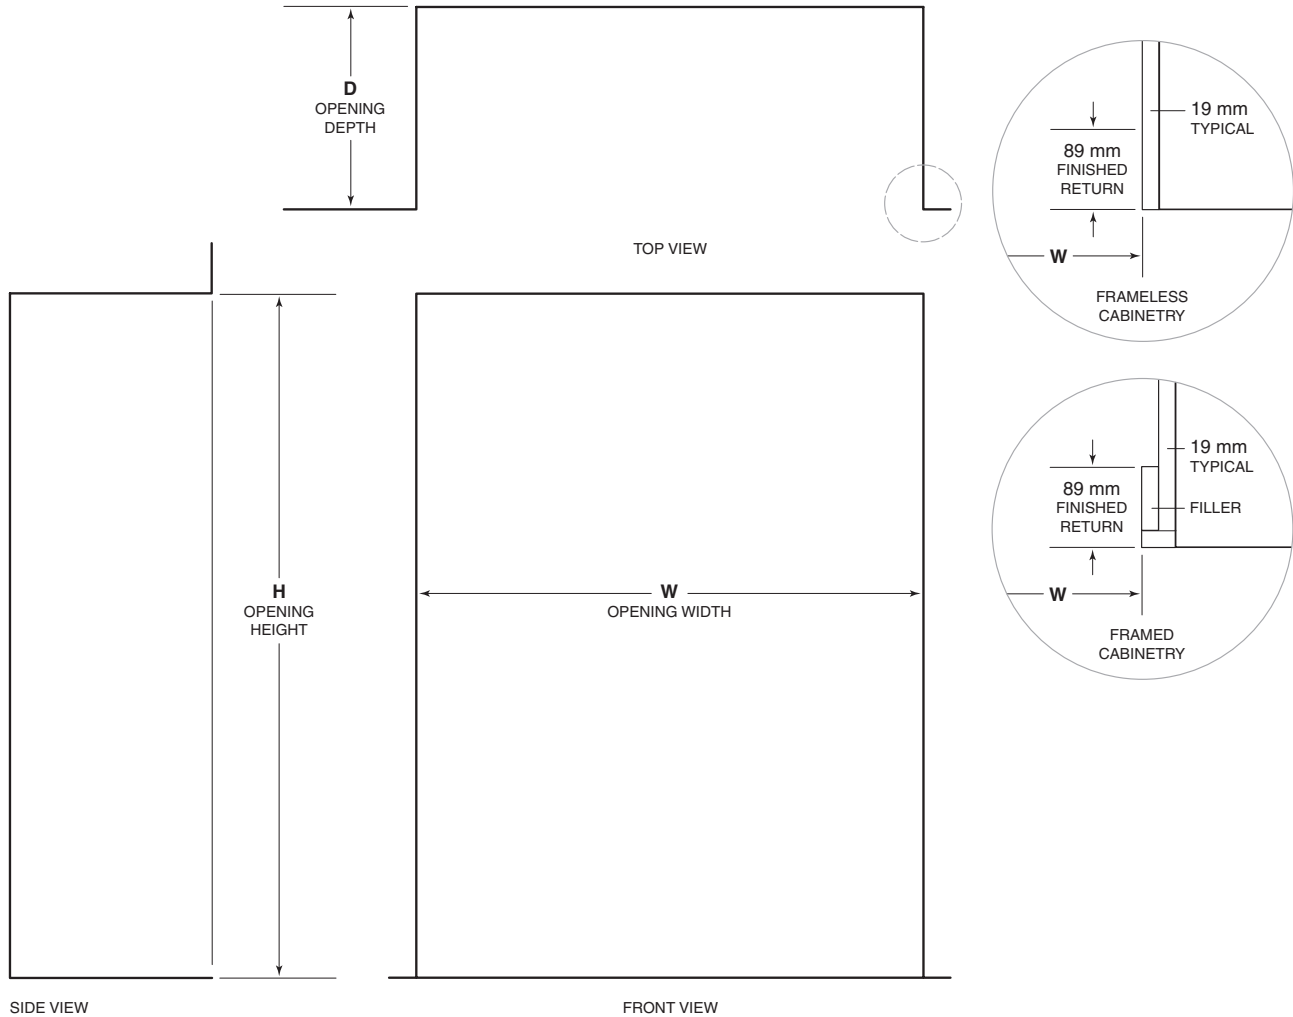 D
OPENING
DEPTH
TOP VIEW
19 mm
TYPICAL
89 mm
FINISHED
RETURN
W
FRAMELESS
CABINETRY
H
OPENING
HEIGHT
W
OPENING WIDTH
19 mm
TYPICAL
89 mm
FINISHED
RETURN
FILLER
W
FRAMED
CABINETRY
SIDE VIEW
FRONT VIEW